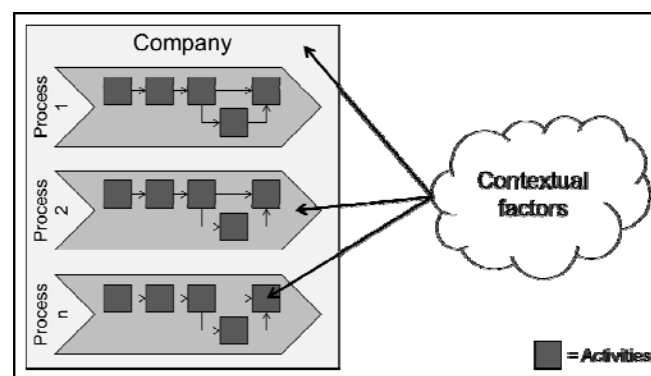 Company
Process
1
Process
2
Process
n
Contextual
factors
= Activities